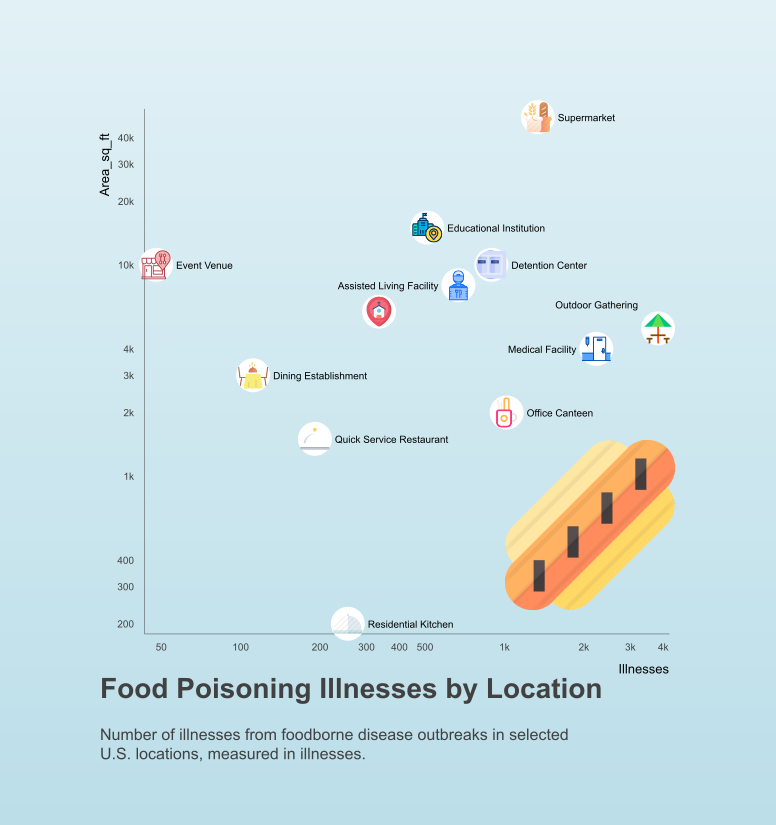 Supermarket
Area_sq_ft
40k
30k
20k
Educational Institution
10k
Event Venue
Detention Center
Assisted Living Facility
Outdoor Gathering
4k
Medical Facility
3k
Dining Establishment
2k
Office Canteen
Quick Service Restaurant
1k
400
300
200
Residential Kitchen
50 100 200 300 400 500 1k 2k 3k 4k
Illnesses
Food Poisoning Illnesses by Location
Number of illnesses from foodborne disease outbreaks in selected
U.S. locations, measured in illnesses.